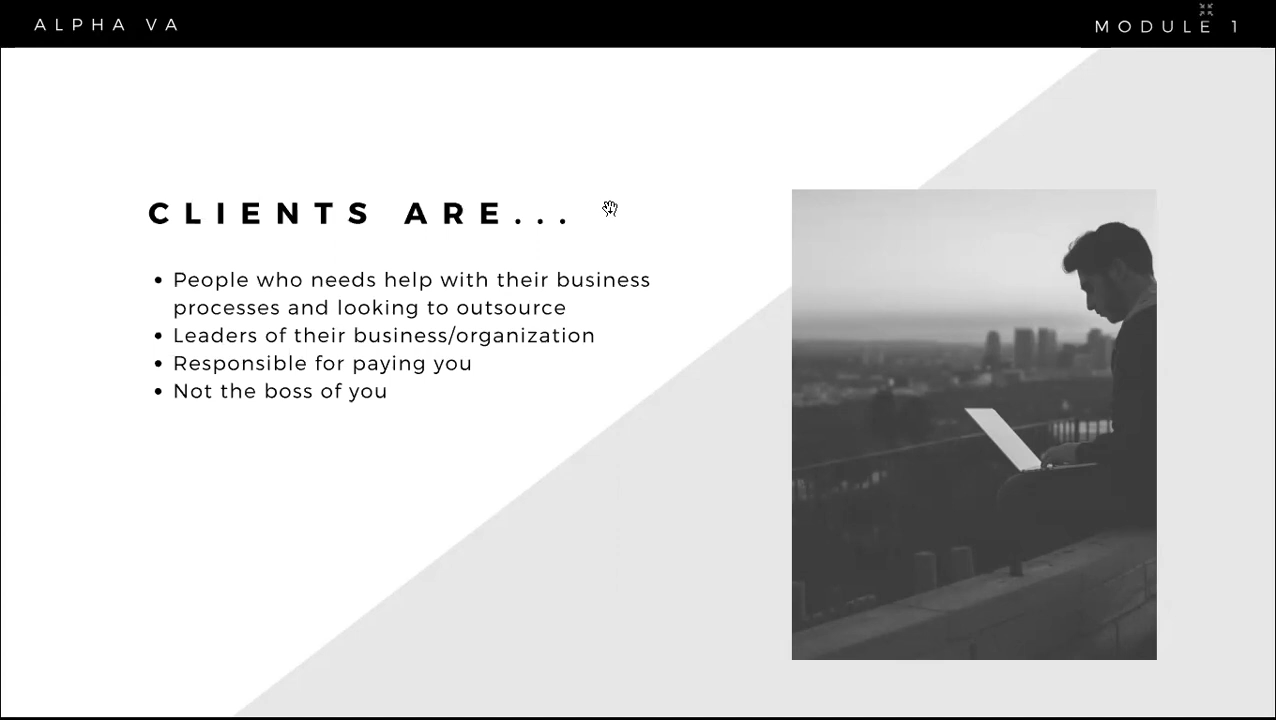 ALPHA VA
MODULE 1
CLIENTS ARE...
• People who needs help with their business
processes and looking to outsource
• Leaders of their business/organization
• Responsible for paying you
• Not the boss of you